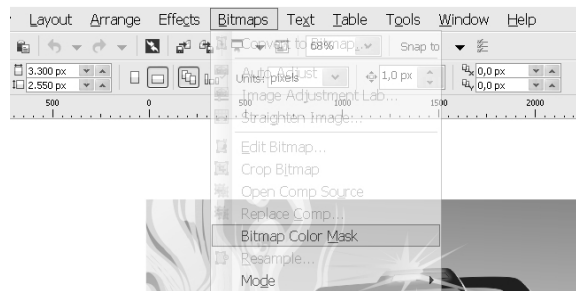 Layout Arrange Effects Bitmaps Text Table Tools Window Help
Convert to Bitmap... 68% Snap to
3.300 px
2.550 px
Auto Adjust
Units: pixels 1,0 px 0,0 px
0,0 px
Image Adjustment Lab...
500 0 500 1000 1500 2000
Straighten Image...
Edit Bitmap...
Crop Bitmap
Open Comp Source
Replace Comp...
Bitmap Color Mask
Resample...
Mode